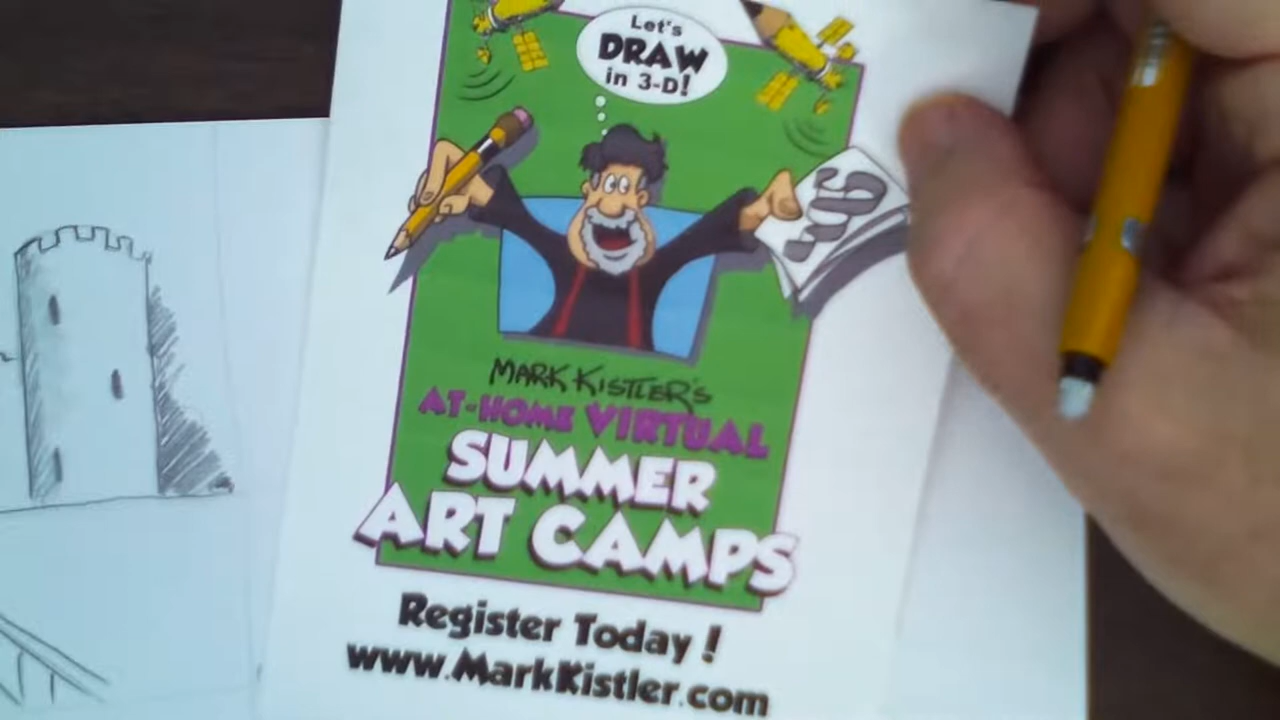 Let's
DRAW
in 3-D!
MARK KISTLER'S
AT-HOME VIRTUAL
SUMMER
ART CAMPS
Register Today!
www.MarkKistler.com